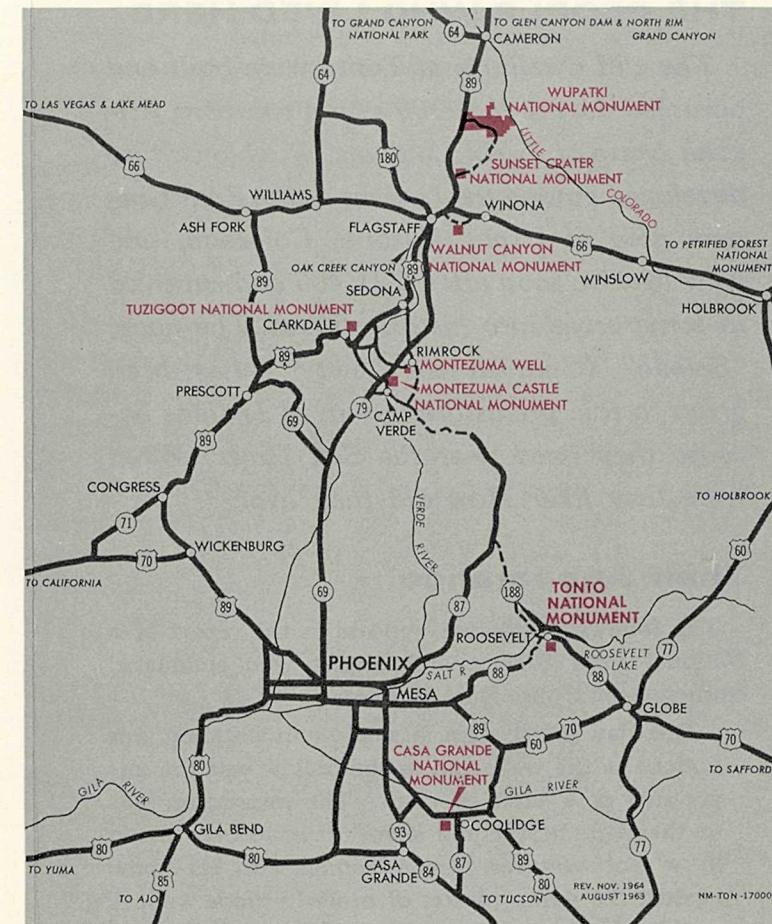 TO GRAND CANYON
NATIONAL PARK
64
TO GLEN CANYON DAM & NORTH RIM
GRAND CANYON
CAMERON
64
89
WUPATKI
NATIONAL MONUMENT
TO LAS VEGAS & LAKE MEAD
LITTLE
COLORADO
66
180
SUNSET CRATER
NATIONAL MONUMENT
WILLIAMS
WINONA
ASH FORK
FLAGSTAFF
66
WALNUT CANYON
NATIONAL MONUMENT
TO PETRIFIED FOREST
NATIONAL
MONUMENT
OAK CREEK CANYON
89
A
89
WINSLOW
SEDONA
HOLBROOK
TUZIGOOT NATIONAL MONUMENT
CLARKDALE
89
A
RIMROCK
MONTEZUMA WELL
MONTEZUMA CASTLE
NATIONAL MONUMENT
PRESCOTT
79
69
CAMP
VERDE
89
CONGRESS
VERDE
RIVER
TO HOLBROOK
71
60
WICKENBURG
70
TO CALIFORNIA
89
69
87
188
TONTO
NATIONAL
MONUMENT
ROOSEVELT
ROOSEVELT
LAKE
77
PHOENIX
SALT R
88
88
MESA
GLOBE
89
60
70
70
TO SAFFORD
CASA GRANDE
NATIONAL
MONUMENT
80
GILA RIVER
GILA RIVER
GILA BEND
COOLIDGE
93
77
80
80
CASA
GRANDE
84
87
89
80
TO YUMA
85
TO AJO
TO TUCSON
REV. NOV. 1964
AUGUST 1963
NM-TON-17000